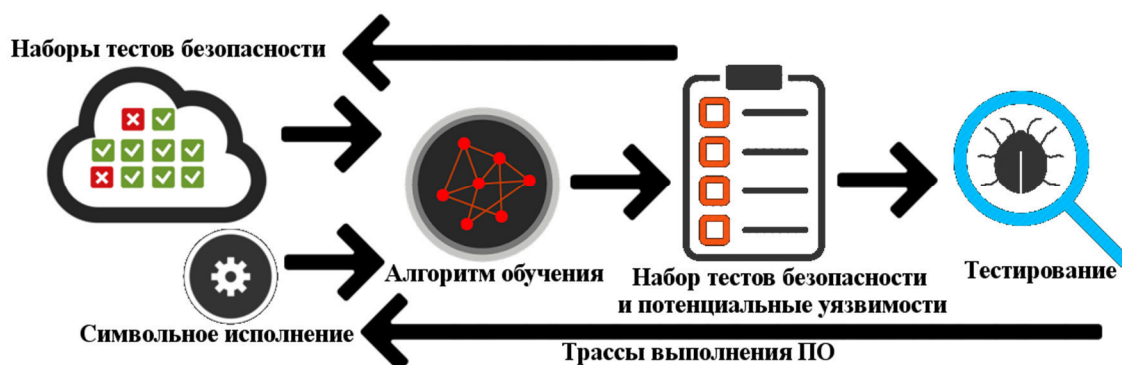 Наборы тестов безопасности
Алгоритм обучения
Набор тестов безопасности
и потенциальные уязвимости
Тестирование
Символьное исполнение
Трассы выполнения ПО